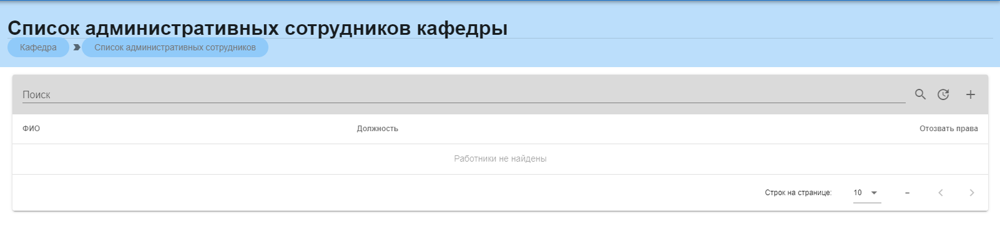 Список административных сотрудников кафедры
Кафедра Список административных сотрудников
Поиск
ФИО Должность Отозвать права
Работники не найдены
Строк на странице: 10 –